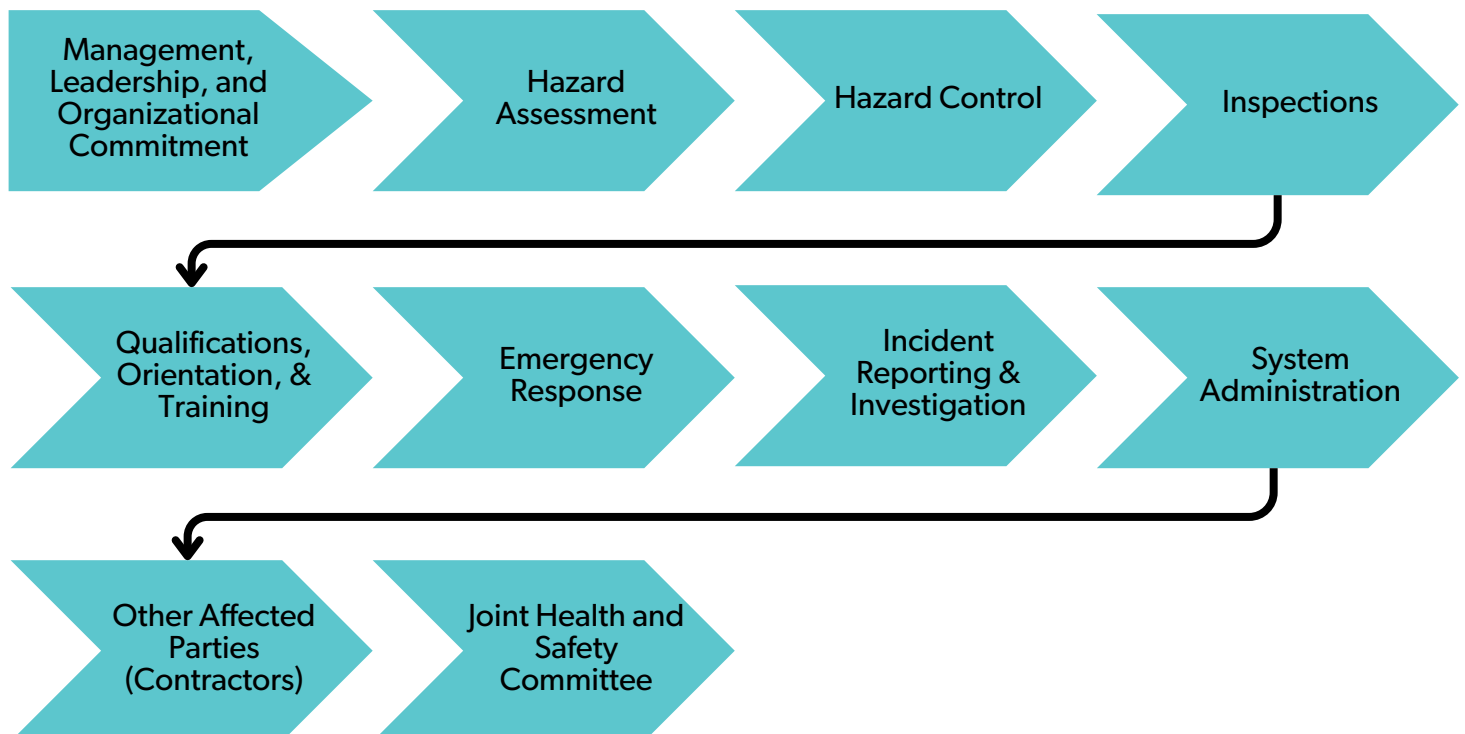 Management,
Leadership, and
Organizational
Commitment
Hazard
Assessment
Hazard Control
Inspections
Qualifications,
Orientation, &
Training
Emergency
Response
Incident
Reporting &
Investigation
System
Administration
Other Affected
Parties
(Contractors)
Joint Health and
Safety
Committee